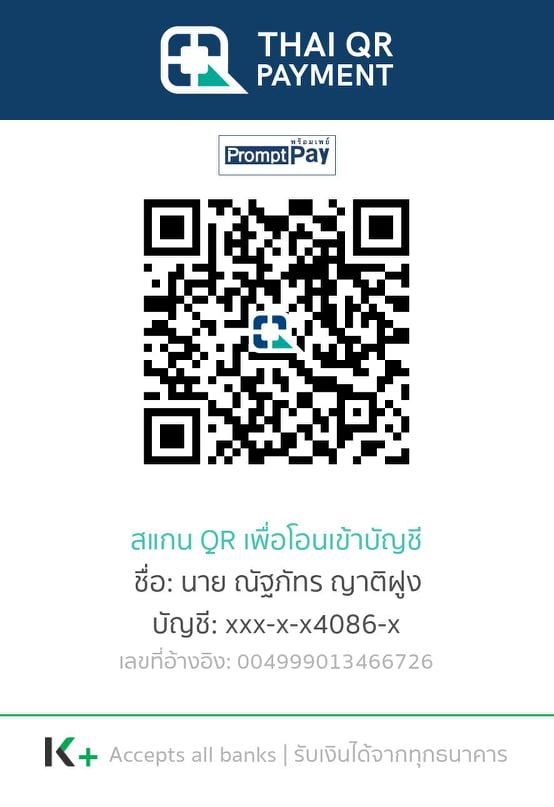 THAI QR
PAYMENT
พร้อมเพย์
PromptPay
สแกน QR เพื่อโอนเข้าบัญชี
ชื่อ: นาย ณัฐภัทร ญาติฝูง
บัญชี: xxx-x-x4086-x
เลขที่อ้างอิง: 004999013466726
K+ Accepts all banks | รับเงินได้จากทุกธนาคาร